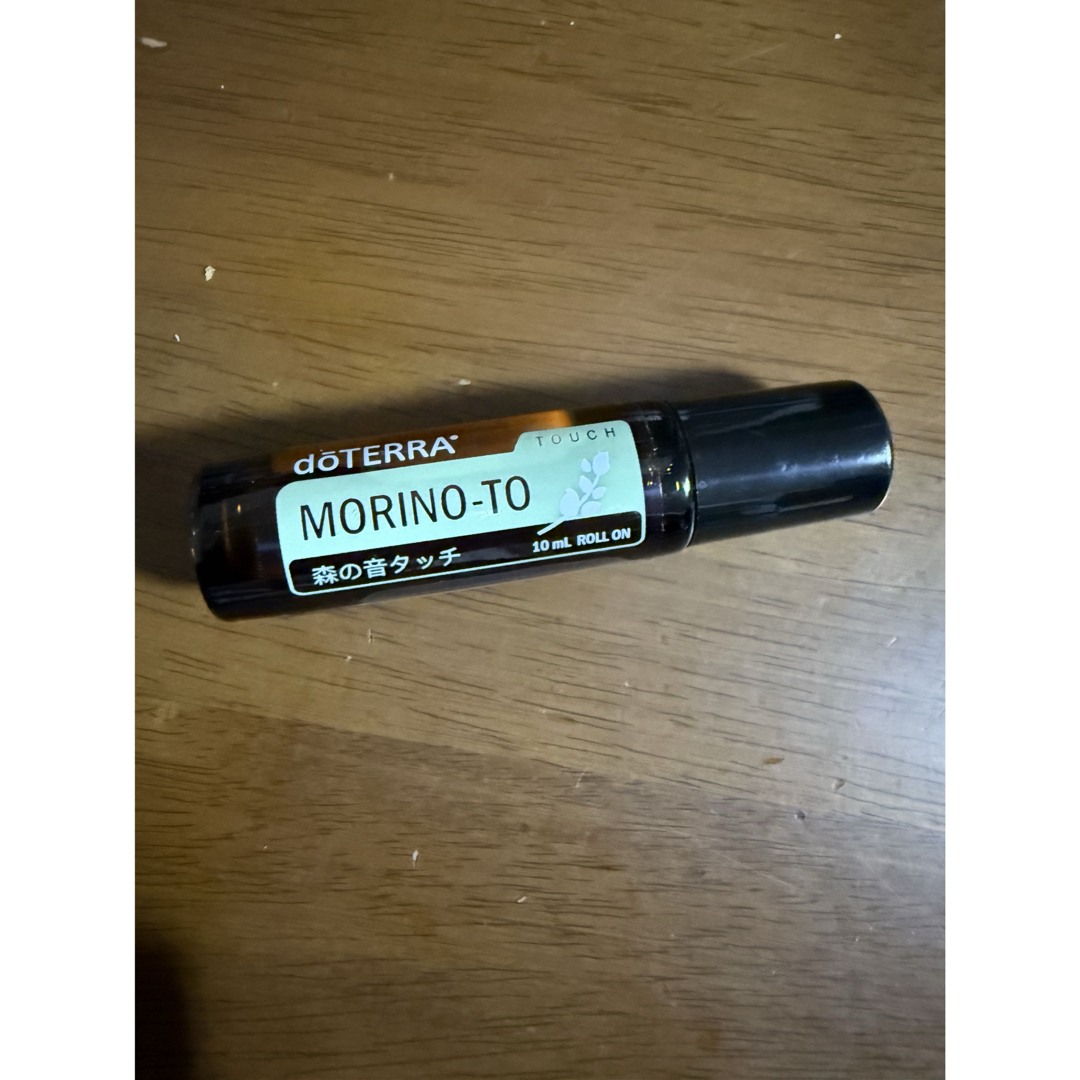 dōTERRA®
TOUCH
MORINO-TO
森の音タッチ
10 mL ROLL ON